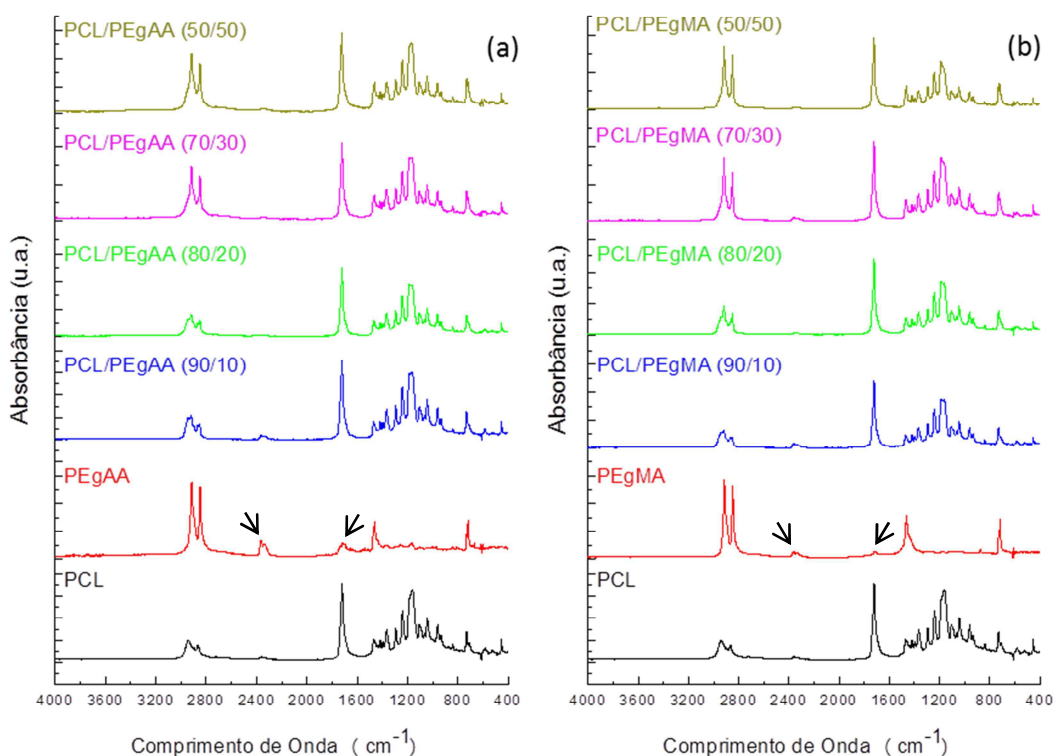 PCL/PEgAA (50/50)
(a)
PCL/PEgAA (70/30)
PCL/PEgAA (80/20)
PCL/PEgAA (90/10)
PEgAA
PCL
Absorbância (u.a.)
4000 3600 3200 2800 2400 2000 1600 1200 800 400
Comprimento de Onda ( cm⁻¹)
PCL/PEgMA (50/50)
(b)
PCL/PEgMA (70/30)
PCL/PEgMA (80/20)
PCL/PEgMA (90/10)
PEgMA
PCL
Absorbância (u.a.)
4000 3600 3200 2800 2400 2000 1600 1200 800 400
Comprimento de Onda ( cm⁻¹)